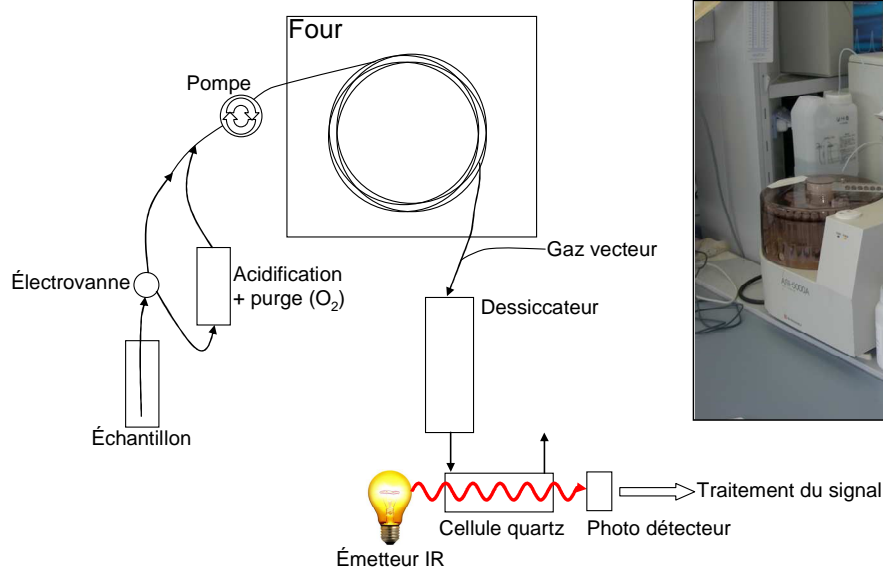 Four
Pompe
Gaz vecteur
Électrovanne
Acidification
+ purge (O₂)
Dessiccateur
Échantillon
Traitement du signal
Cellule quartz
Photo détecteur
Émetteur IR